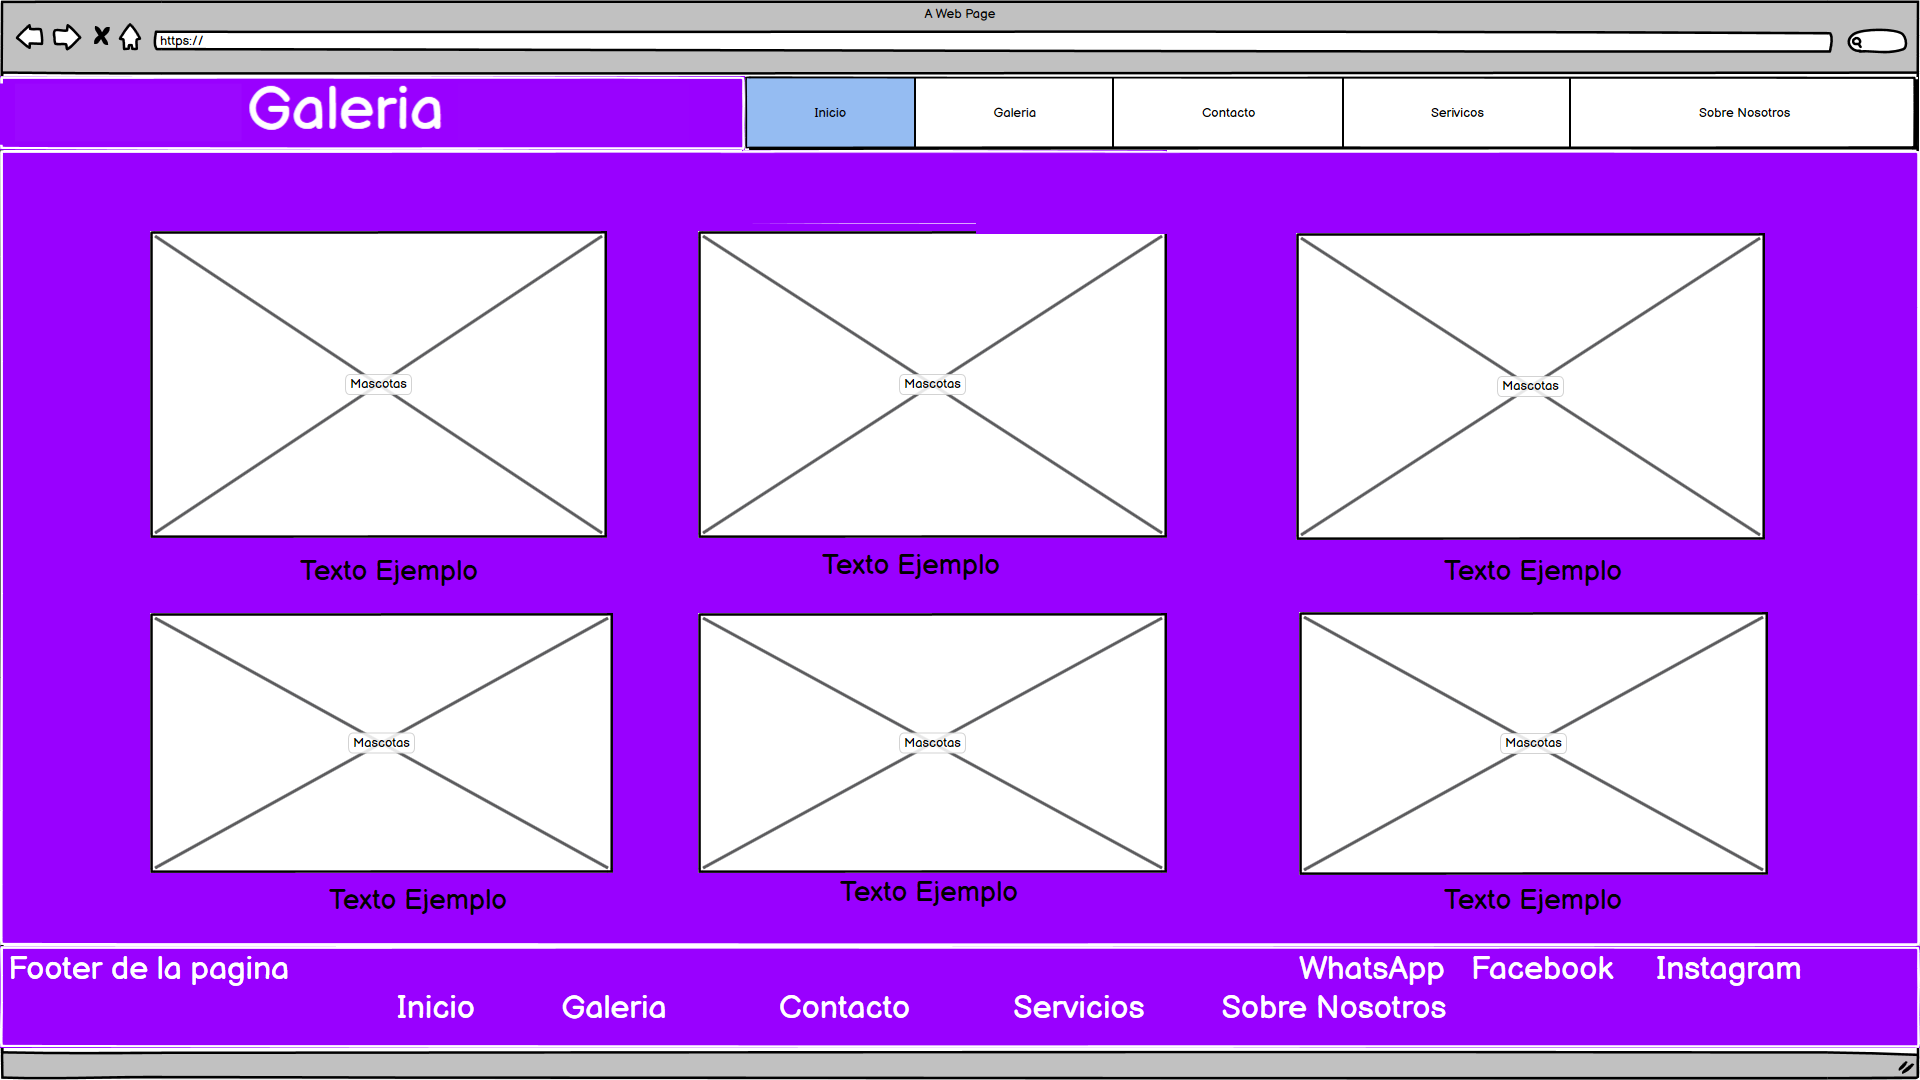 A Web Page
https://
Galeria
Inicio Galeria Contacto Serivicos Sobre Nosotros
Mascotas Mascotas Mascotas
Texto Ejemplo Texto Ejemplo Texto Ejemplo
Mascotas Mascotas Mascotas
Texto Ejemplo Texto Ejemplo Texto Ejemplo
Footer de la pagina WhatsApp Facebook Instagram
Inicio Galeria Contacto Servicios Sobre Nosotros